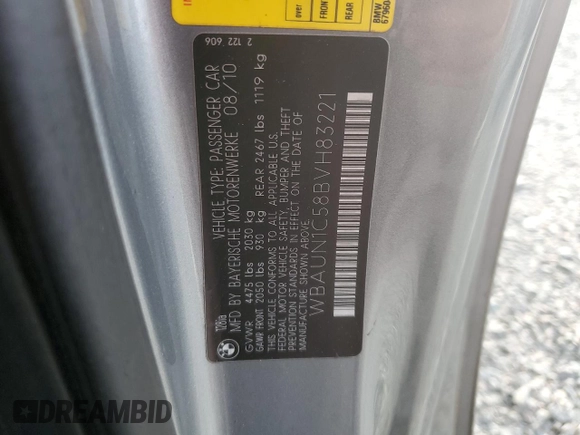 over
FRONT
REAR
BMW
67960
2 122 606
VEHICLE TYPE: PASSENGER CAR
MFD BY BAYERISCHE MOTORENWERKE 08/10
GVWR 4475 lbs 2030 kg
GAWR FRONT 2050 lbs 930 kg REAR 2467 lbs 1119 kg
THIS VEHICLE CONFORMS TO ALL APPLICABLE U.S.
FEDERAL MOTOR VEHICLE SAFETY, BUMPER AND THEFT
PREVENTION STANDARDS IN EFFECT ON THE DATE OF
MANUFACTURE SHOWN ABOVE.
WBAUN1C58BVH83221
DREAMBID